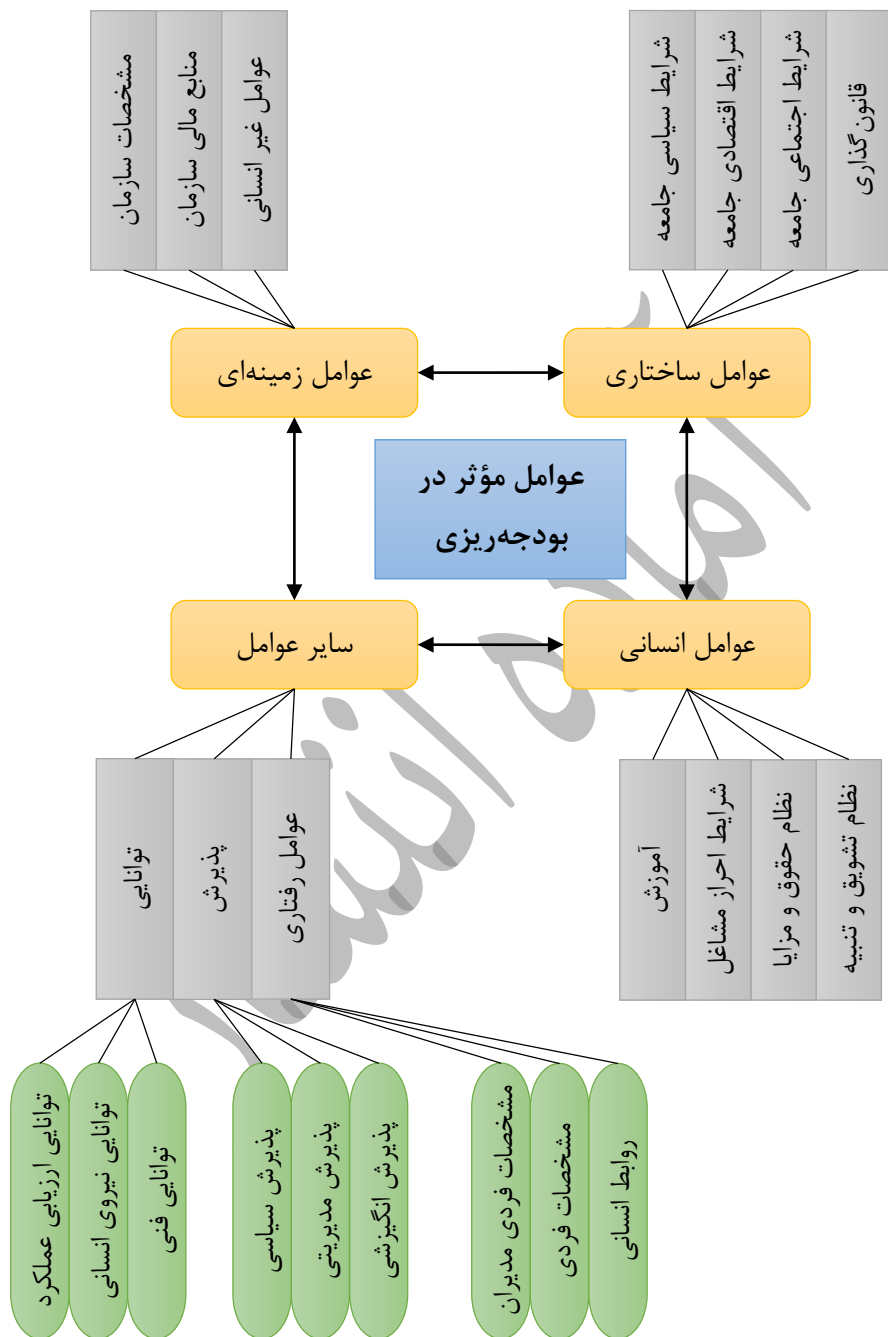 قانون‌گذاری
شرایط اجتماعی جامعه
شرایط اقتصادی جامعه
شرایط سیاسی جامعه
عوامل غیر انسانی
منابع مالی سازمان
مشخصات سازمان
عوامل ساختاری
عوامل زمینه‌ای
عوامل مؤثر در
بودجه‌ریزی
عوامل انسانی
سایر عوامل
نظام تشویق و تنبیه
نظام حقوق و مزایا
شرایط احراز مشاغل
آموزش
عوامل رفتاری
پذیرش
توانایی
روابط انسانی
مشخصات فردی
مشخصات فردی مدیران
پذیرش انگیزشی
پذیرش مدیریتی
پذیرش سیاسی
توانایی فنی
توانایی نیروی انسانی
توانایی ارزیابی عملکرد
آماده انتشار